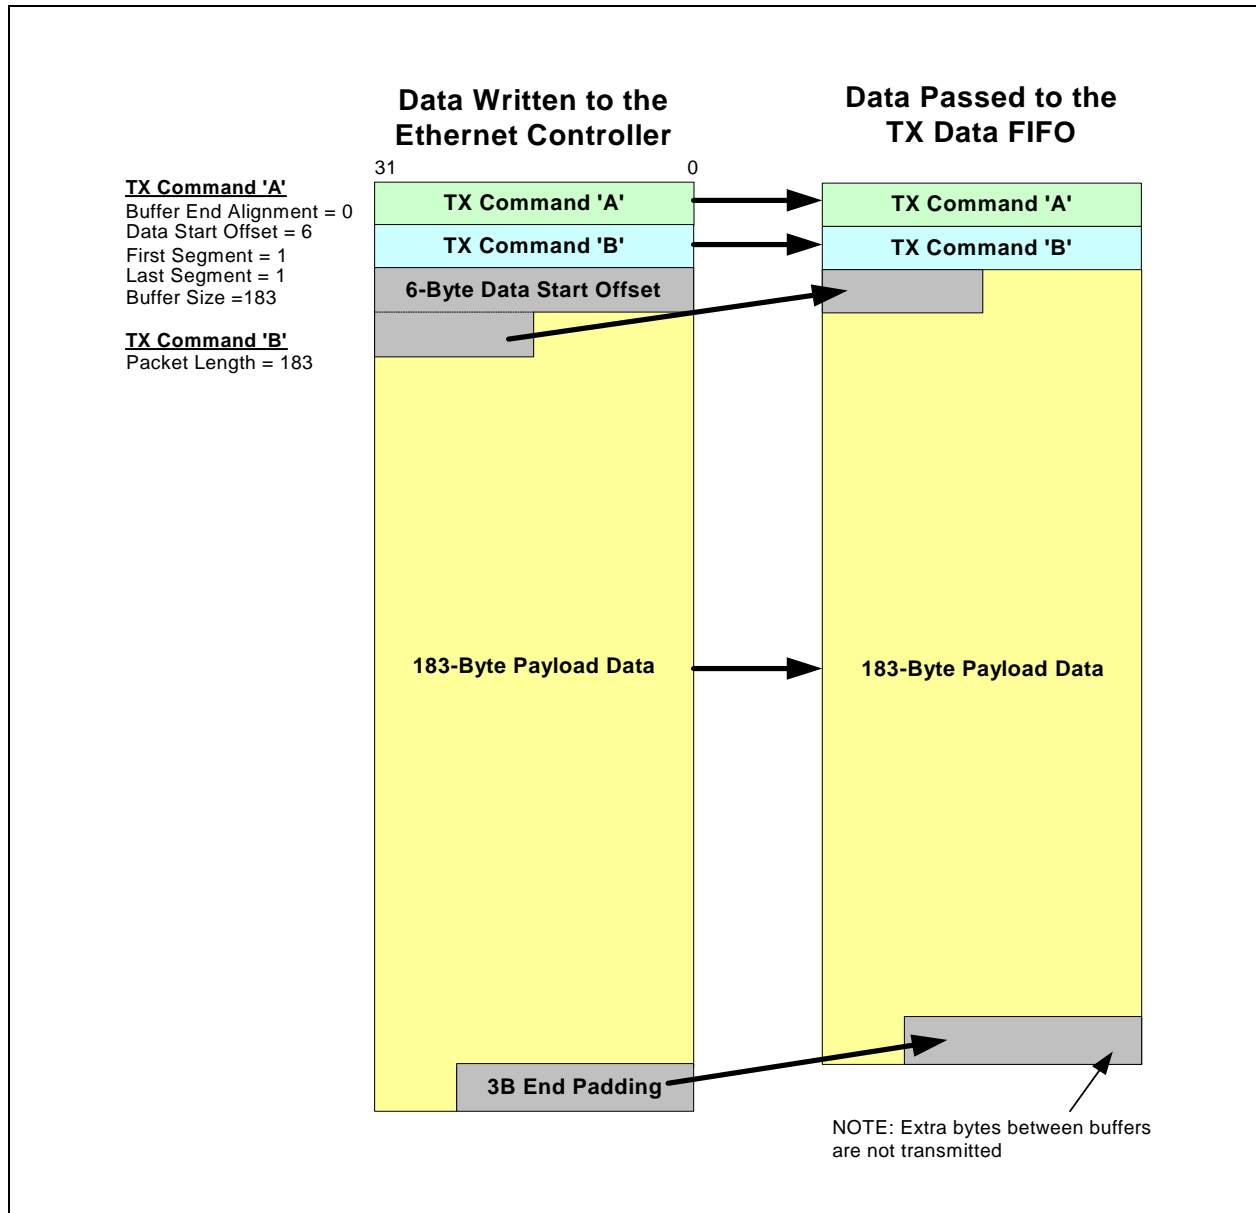 Data Written to the
Ethernet Controller
Data Passed to the
TX Data FIFO
31
0
TX Command 'A'
Buffer End Alignment = 0
Data Start Offset = 6
First Segment = 1
Last Segment = 1
Buffer Size =183
TX Command 'B'
Packet Length = 183
TX Command 'A'
TX Command 'B'
6-Byte Data Start Offset
183-Byte Payload Data
3B End Padding
TX Command 'A'
TX Command 'B'
183-Byte Payload Data
NOTE: Extra bytes between buffers
are not transmitted